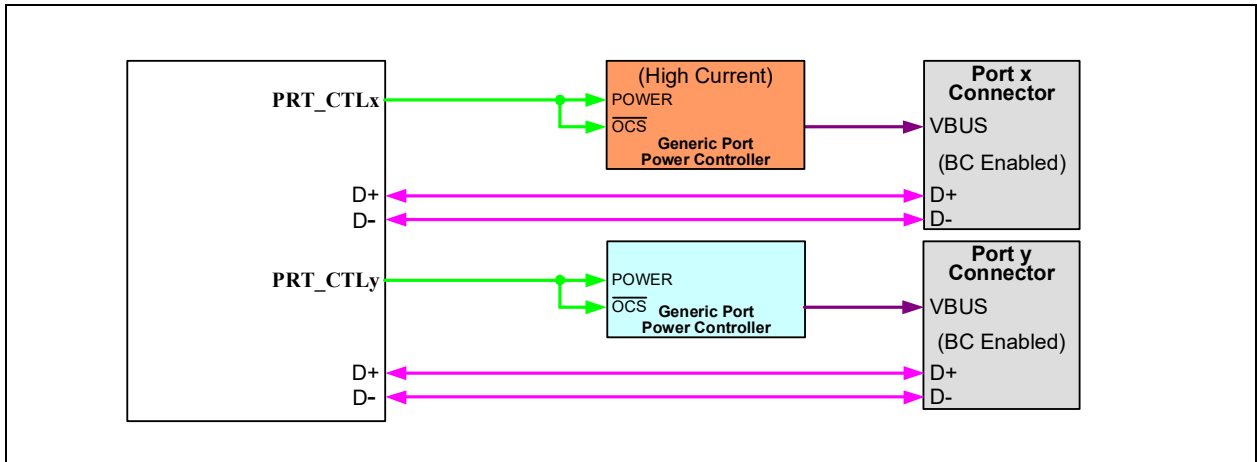 PRT_CTLx
D+
D-
(High Current)
POWER
OCS
Generic Port
Power Controller
Port x
Connector
VBUS
(BC Enabled)
D+
D-
PRT_CTLy
D+
D-
POWER
OCS
Generic Port
Power Controller
Port y
Connector
VBUS
(BC Enabled)
D+
D-